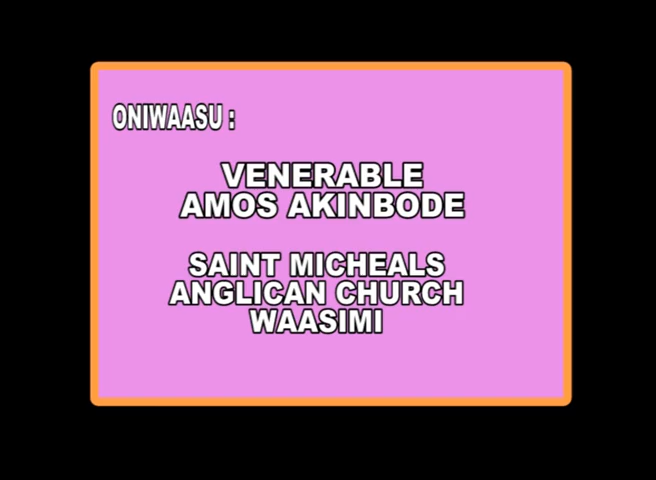 ONIWAASU :
VENERABLE
AMOS AKINBODE
SAINT MICHEALS
ANGLICAN CHURCH
WAASIMI